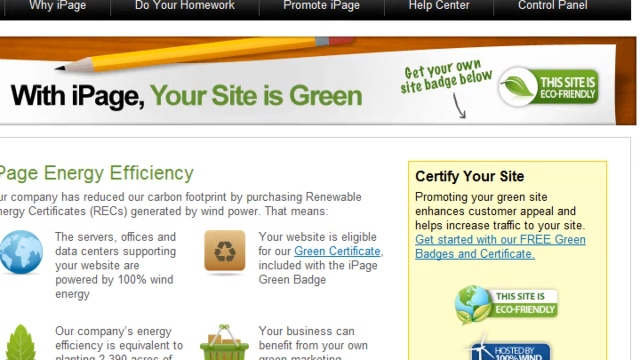 Why iPage Do Your Homework Promote iPage Help Center Control Panel
With iPage, Your Site is Green
Get your own
site badge below
THIS SITE IS
ECO-FRIENDLY
Page Energy Efficiency
ur company has reduced our carbon footprint by purchasing Renewable
nergy Certificates (RECs) generated by wind power. That means:
The servers, offices and
data centers supporting
your website are
powered by 100% wind
energy
Your website is eligible
for our Green Certificate,
included with the iPage
Green Badge
Our company's energy
efficiency is equivalent to
planting 2,390 acres of
Your business can
benefit from your own
green marketing
Certify Your Site
Promoting your green site
enhances customer appeal and
helps increase traffic to your site.
Get started with our FREE Green
Badges and Certificate.
THIS SITE IS
ECO-FRIENDLY
HOSTED BY
100% WIND